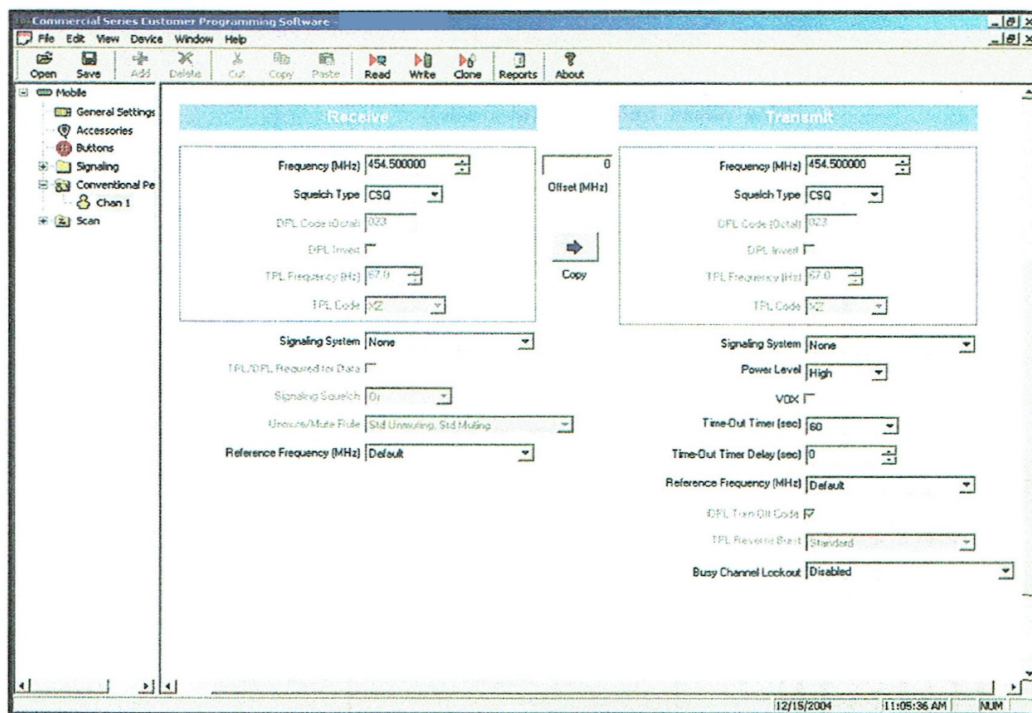 Commercial Series Customer Programming Software -
File Edit View Device Window Help
Open Save Add Delete Cut Copy Paste Read Write Clone Reports About
Mobile
General Settings
Accessories
Buttons
Signaling
Conventional Pe
Chan 1
Scan
Receive
Frequency (MHz) 454.500000
Squelch Type CSQ
DPL Code (Octal) 023
DPL Invert
TPL Frequency (Hz) 67.0
TPL Code XZ
Signaling System None
TPL/DPL Required for Data
Signaling Squelch Or
Unmute/Mute Rule Std Unmuting, Std Muting
Reference Frequency (MHz) Default
0
Offset (MHz)
Copy
Transmit
Frequency (MHz) 454.500000
Squelch Type CSQ
DPL Code (Octal) 023
DPL Invert
TPL Frequency (Hz) 67.0
TPL Code XZ
Signaling System None
Power Level High
VOX
Time-Out Timer (sec) 60
Time-Out Timer Delay (sec) 0
Reference Frequency (MHz) Default
DPL Turn Off Code
TPL Reverse Burst Standard
Busy Channel Lockout Disabled
12/15/2004 11:05:36 AM NUM